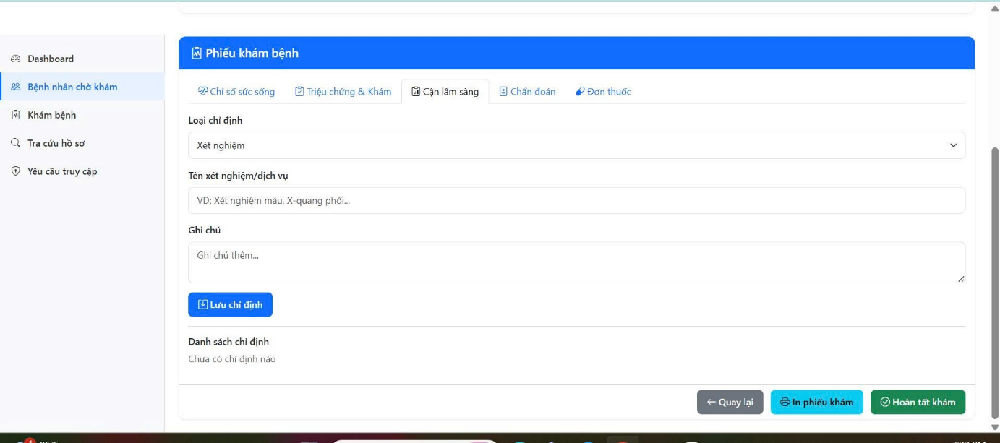 Phiếu khám bệnh
Dashboard
Bệnh nhân chờ khám
Khám bệnh
Tra cứu hồ sơ
Yêu cầu truy cập
Chỉ số sức sống
Triệu chứng & Khám
Cận lâm sàng
Chẩn đoán
Đơn thuốc
Loại chỉ định
Xét nghiệm
Tên xét nghiệm/dịch vụ
VD: Xét nghiệm máu, X-quang phổi...
Ghi chú
Ghi chú thêm...
Lưu chỉ định
Danh sách chỉ định
Chưa có chỉ định nào
← Quay lại
In phiếu khám
Hoàn tất khám
1